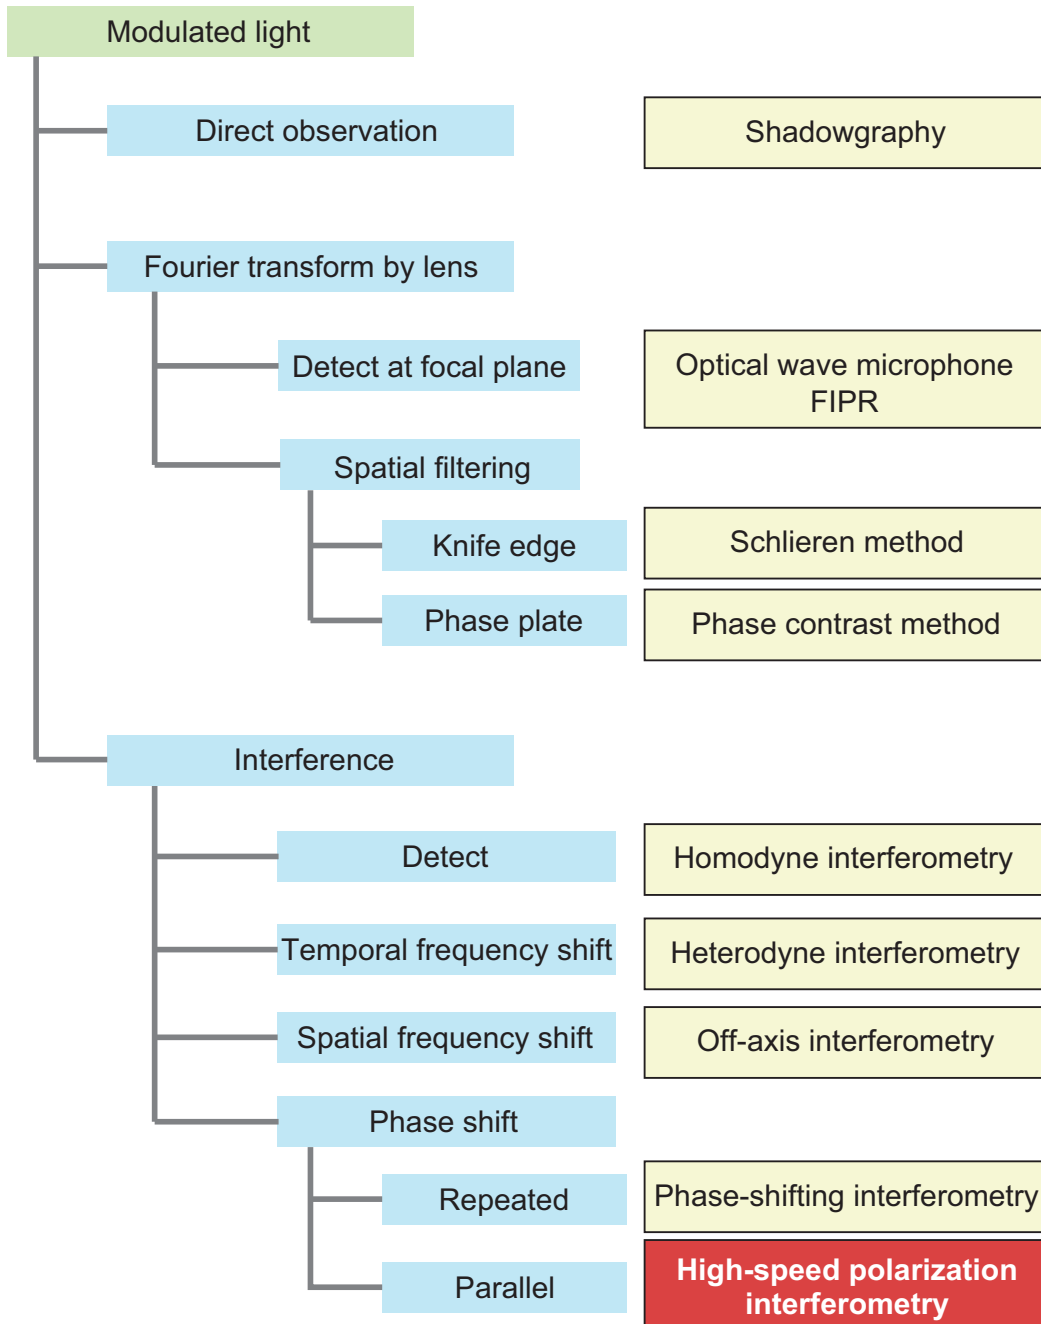 Modulated light
Direct observation
Shadowgraphy
Fourier transform by lens
Detect at focal plane
Optical wave microphone
FIPR
Spatial filtering
Knife edge
Schlieren method
Phase plate
Phase contrast method
Interference
Detect
Homodyne interferometry
Temporal frequency shift
Heterodyne interferometry
Spatial frequency shift
Off-axis interferometry
Phase shift
Repeated
Phase-shifting interferometry
Parallel
High-speed polarization
interferometry